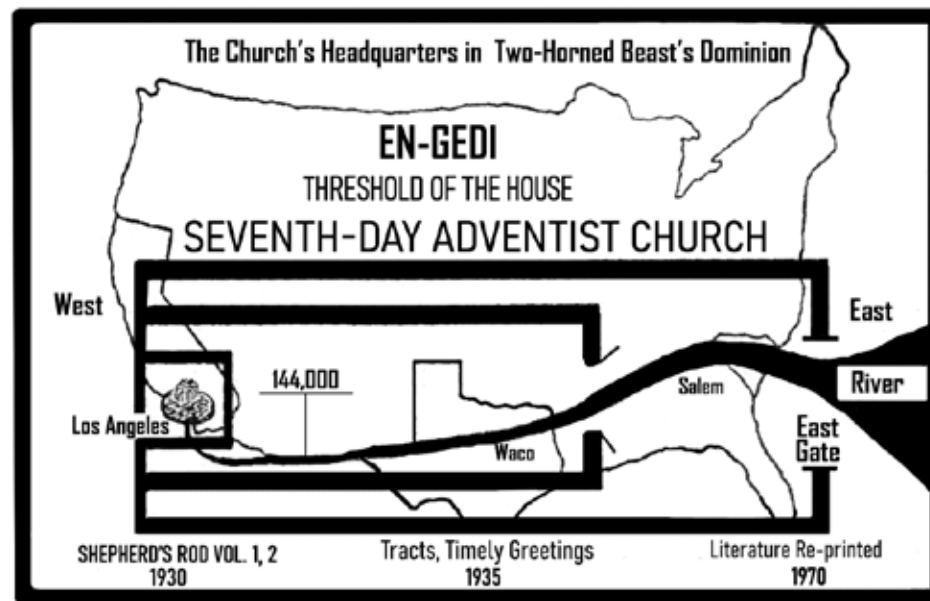 The Church's Headquarters in Two-Horned Beast's Dominion
EN-GEDI
THRESHOLD OF THE HOUSE
SEVENTH-DAY ADVENTIST CHURCH
West
East
144,000
River
Salem
Los Angeles
Waco
East
Gate
SHEPHERD'S ROD VOL. 1, 2
1930
Tracts, Timely Greetings
1935
Literature Re-printed
1970